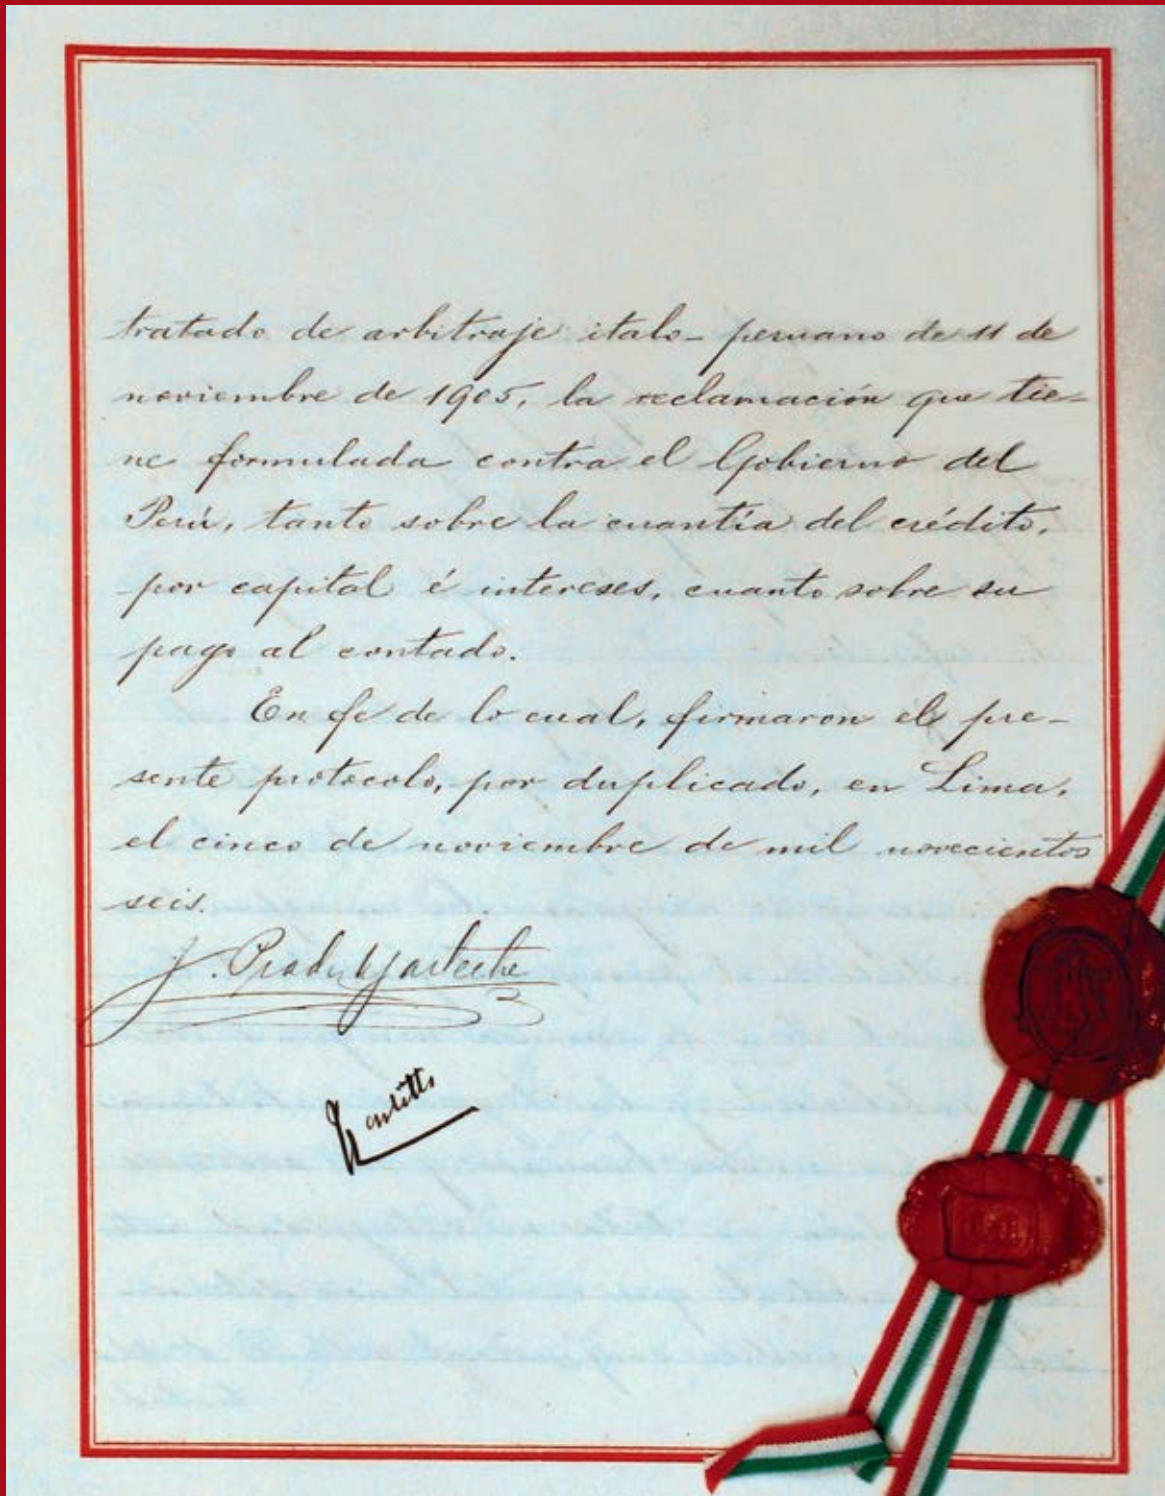 tratado de arbitraje italo-peruano de 11 de
noviembre de 1905, la reclamación que tie-
ne formulada contra el Gobierno del
Perú, tanto sobre la cuantía del crédito,
por capital é intereses, cuanto sobre su
pago al contado.
En fe de lo cual, firmaron el pre-
sente protocolo, por duplicado, en Lima,
el cinco de noviembre de mil novecientos
seis.
J. Prado y Ugarteche